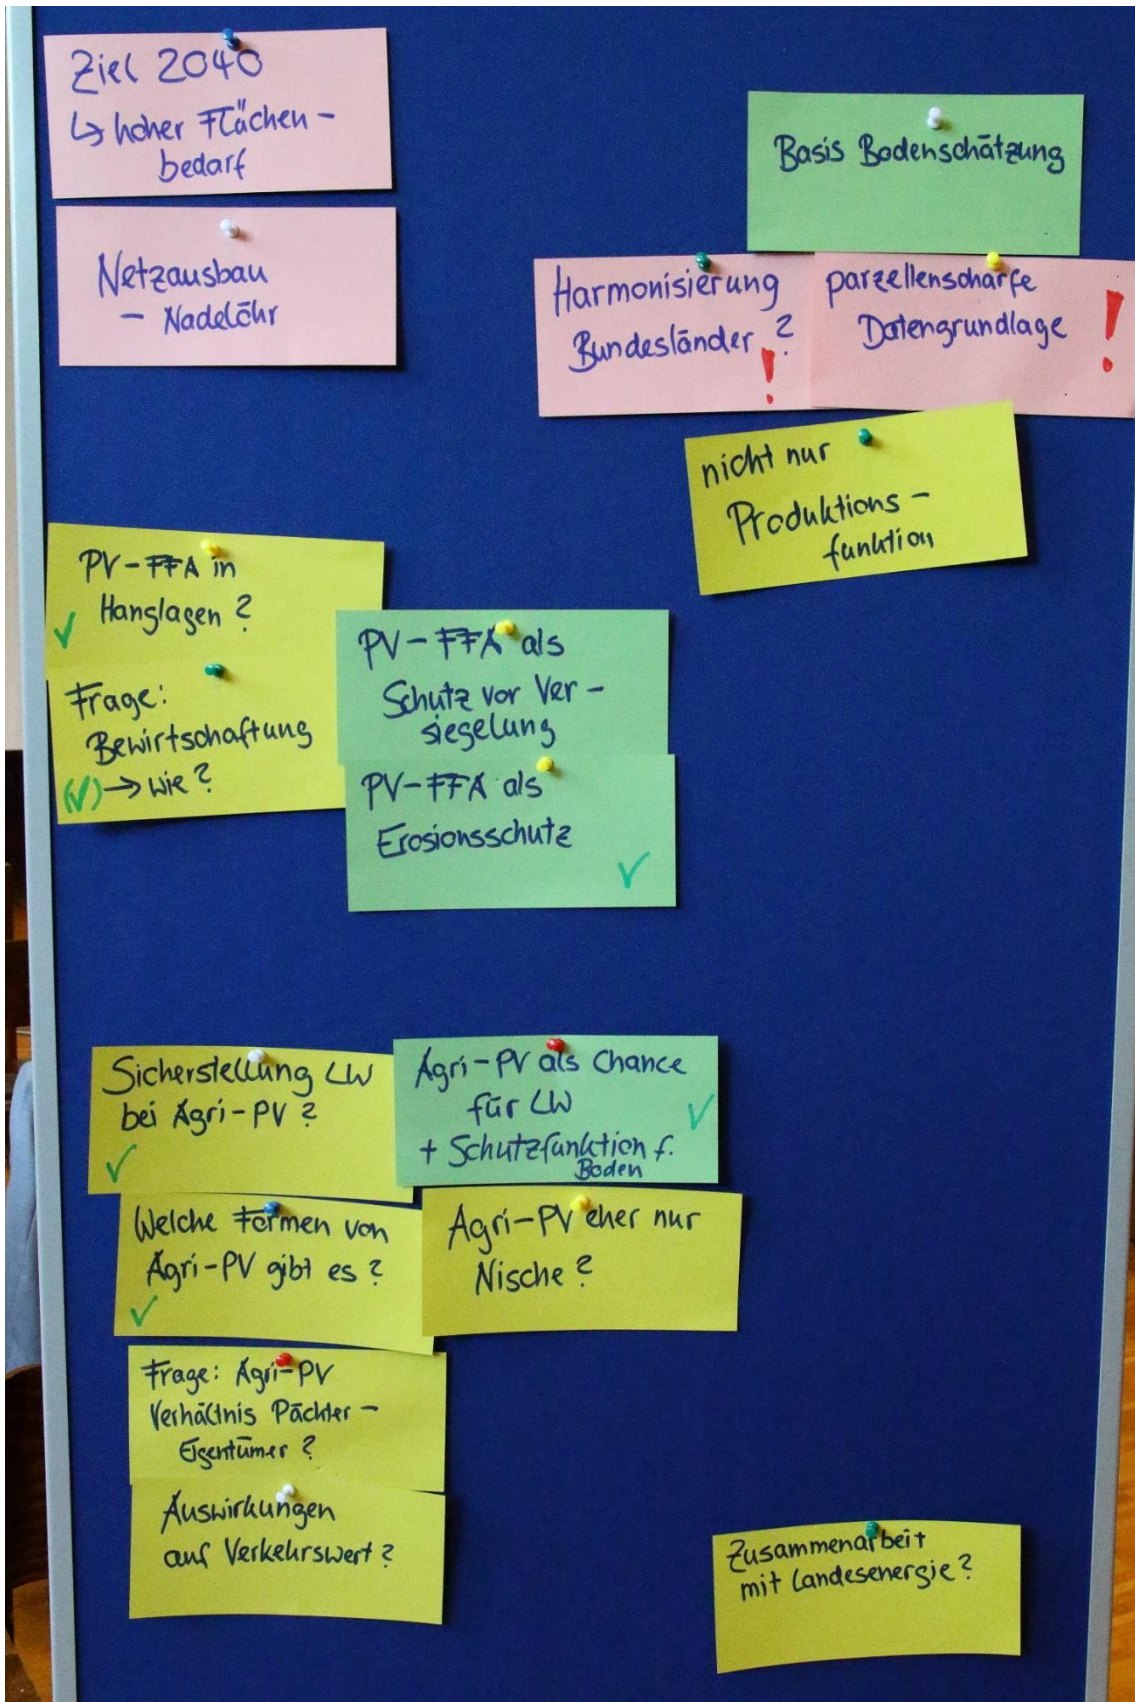 Ziel 2040
↳ hoher Flächen-
bedarf
Netzausbau
- Nadelöhr
Basis Bodenschätzung
Harmonisierung
Bundesländer ?
!
parzellenscharfe
Datengrundlage
!
nicht nur
Produktions-
funktion
PV-FFA in
Hanglagen ?
✓
Frage:
Bewirtschaftung
(✓) → wie ?
PV-FFA als
Schutz vor Ver-
siegelung
PV-FFA als
Erosionsschutz
✓
Sicherstellung LW
bei Agri-PV ?
✓
Agri-PV als Chance
für LW
✓
+ Schutzfunktion f.
Boden
Welche Formen von
Agri-PV gibt es ?
✓
Agri-PV eher nur
Nische ?
Frage: Agri-PV
Verhältnis Pächter-
Eigentümer ?
Auswirkungen
auf Verkehrswert ?
Zusammenarbeit
mit Landesenergie ?